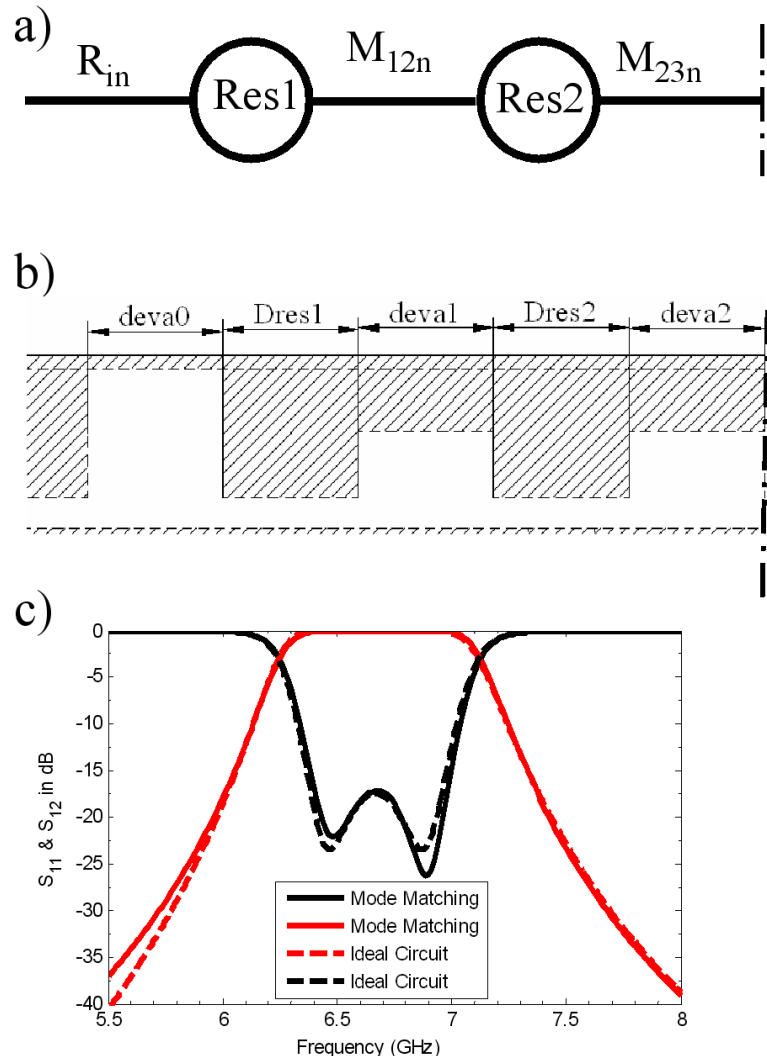 a)
R_in Res1 M_12n Res2 M_23n
b)
deva0 Dres1 deva1 Dres2 deva2
c)
0
-5
-10
-15
-20
-25
-30
-35
-40
S_11 & S_12 in dB
Mode Matching
Mode Matching
Ideal Circuit
Ideal Circuit
5.5 6 6.5 7 7.5 8
Frequency (GHz)